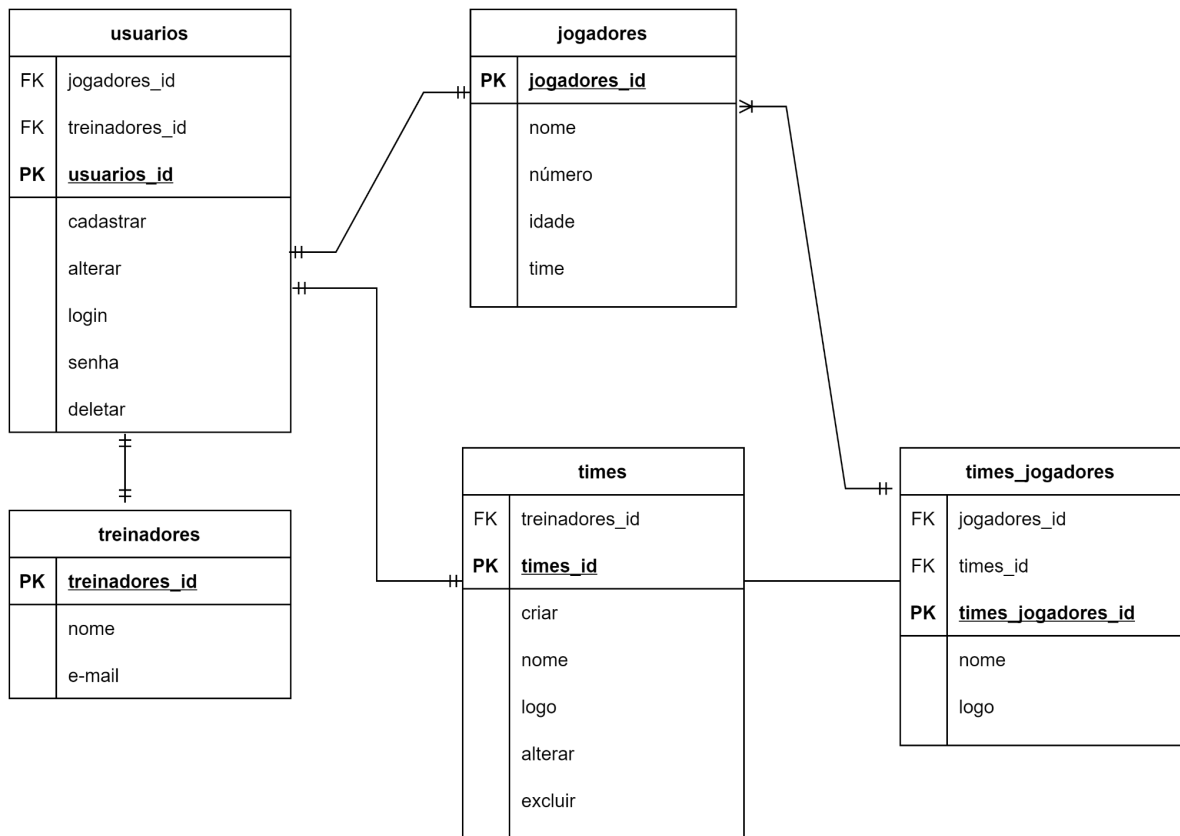 usuarios
FK jogadores_id
FK treinadores_id
PK usuarios_id
cadastrar
alterar
login
senha
deletar
jogadores
PK jogadores_id
nome
número
idade
time
treinadores
PK treinadores_id
nome
e-mail
times
FK treinadores_id
PK times_id
criar
nome
logo
alterar
excluir
times_jogadores
FK jogadores_id
FK times_id
PK times_jogadores_id
nome
logo